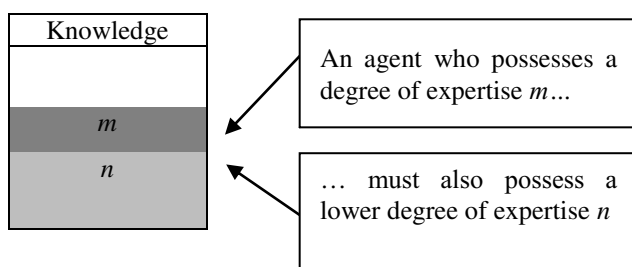 Knowledge
m
n
An agent who possesses a
degree of expertise m...
… must also possess a
lower degree of expertise n